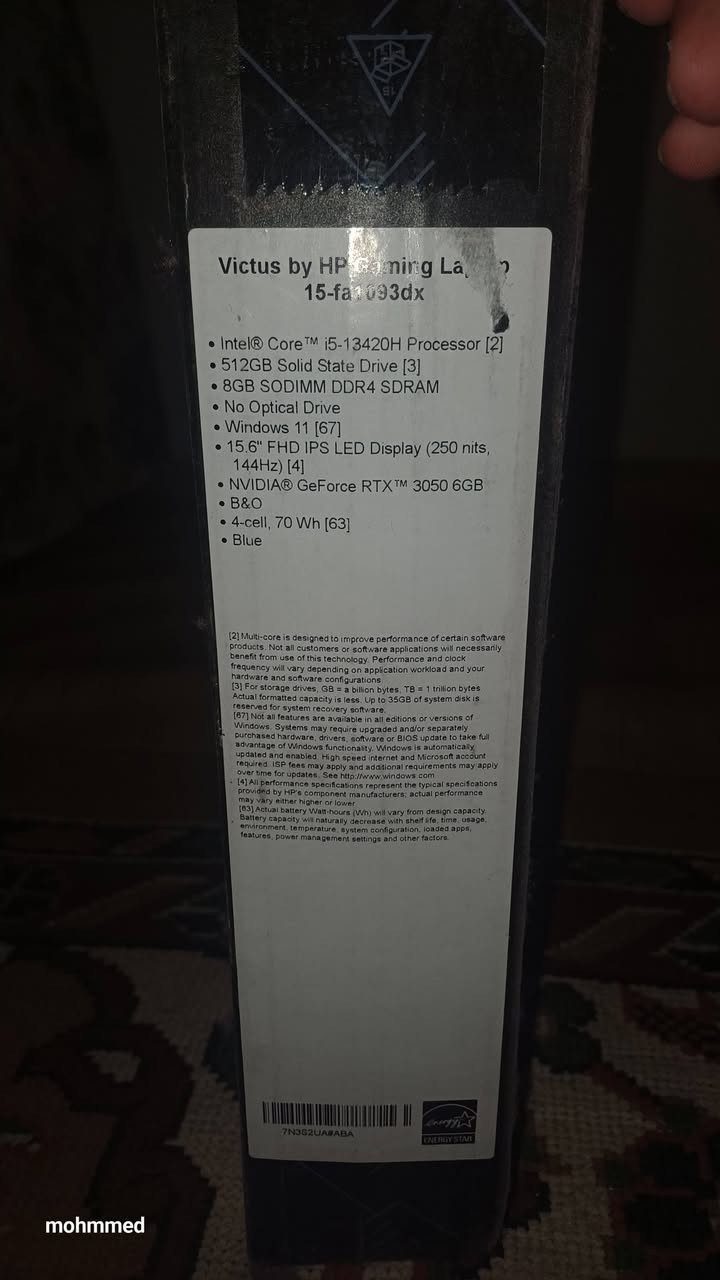 Victus by HP Gaming Laptop
15-fa1093dx
• Intel® Core™ i5-13420H Processor [2]
• 512GB Solid State Drive [3]
• 8GB SODIMM DDR4 SDRAM
• No Optical Drive
• Windows 11 [67]
• 15.6" FHD IPS LED Display (250 nits,
144Hz) [4]
• NVIDIA® GeForce RTX™ 3050 6GB
• B&O
• 4-cell, 70 Wh [63]
• Blue
[2] Multi-core is designed to improve performance of certain software
products. Not all customers or software applications will necessarily
benefit from use of this technology. Performance and clock
frequency will vary depending on application workload and your
hardware and software configurations.
[3] For storage drives, GB = a billion bytes, TB = 1 trillion bytes
Actual formatted capacity is less. Up to 35GB of system disk is
reserved for system recovery software.
[67] Not all features are available in all editions or versions of
Windows. Systems may require upgraded and/or separately
purchased hardware, drivers, software or BIOS update to take full
advantage of Windows functionality. Windows is automatically
updated and enabled. High speed internet and Microsoft account
required. ISP fees may apply and additional requirements may apply
over time for updates. See http://www.windows.com
[4] All performance specifications represent the typical specifications
provided by HP's component manufacturers; actual performance
may vary either higher or lower.
[63] Actual battery Watt-hours (Wh) will vary from design capacity.
Battery capacity will naturally decrease with shelf life, time, usage,
environment, temperature, system configuration, loaded apps,
features, power management settings and other factors.
7N3S2UA#ABA
ENERGY STAR
mohmmed